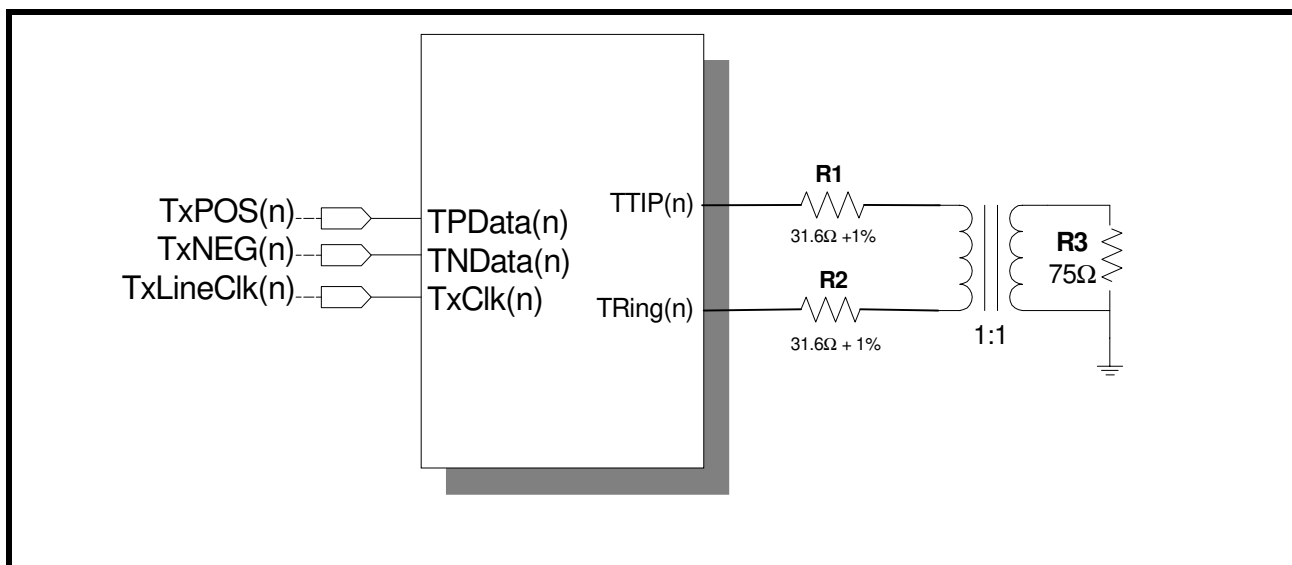 TxPOS(n)
TxNEG(n)
TxLineClk(n)
TPData(n)
TNData(n)
TxClk(n)
TTIP(n)
TRing(n)
R1
31.6Ω +1%
R2
31.6Ω + 1%
1:1
R3
75Ω